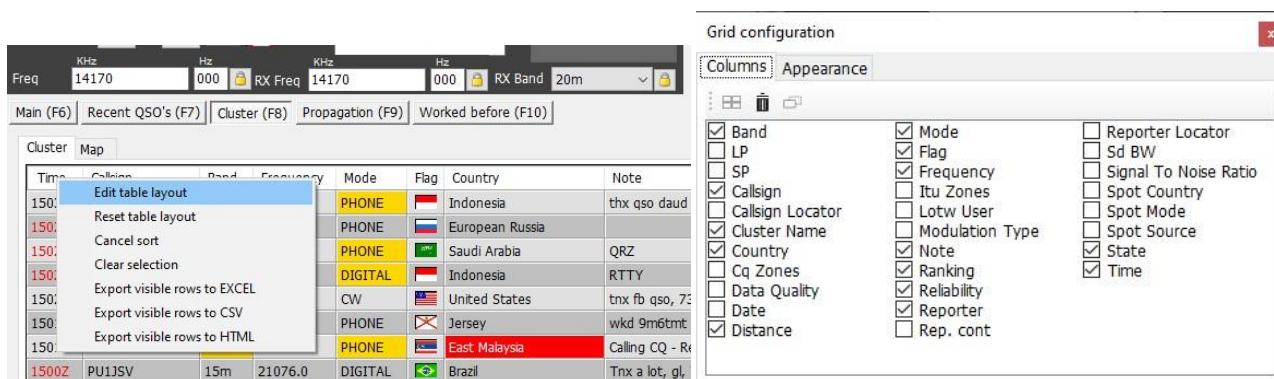 KHz Hz KHz Hz
Freq 14170 000 RX Freq 14170 000 RX Band 20m
Main (F6) Recent QSO's (F7) Cluster (F8) Propagation (F9) Worked before (F10)
Cluster Map
Mode Flag Country Note
Edit table layout
Reset table layout
Cancel sort
Clear selection
Export visible rows to EXCEL
Export visible rows to CSV
Export visible rows to HTML
PHONE Indonesia thx qso daud
PHONE European Russia
PHONE Saudi Arabia QRZ
DIGITAL Indonesia RTTY
CW United States tnx fb qso, 73
PHONE Jersey wkd 9m6tmt
PHONE East Malaysia Calling CQ - Re
1500Z PU1JSV 15m 21076.0 DIGITAL Brazil Tnx a lot, gl,
Grid configuration
x
Columns Appearance
Band
LP
SP
Callsign
Callsign Locator
Cluster Name
Country
Cq Zones
Data Quality
Date
Distance
Mode
Flag
Frequency
Itu Zones
Lotw User
Modulation Type
Note
Ranking
Reliability
Reporter
Rep. cont
Reporter Locator
Sd BW
Signal To Noise Ratio
Spot Country
Spot Mode
Spot Source
State
Time